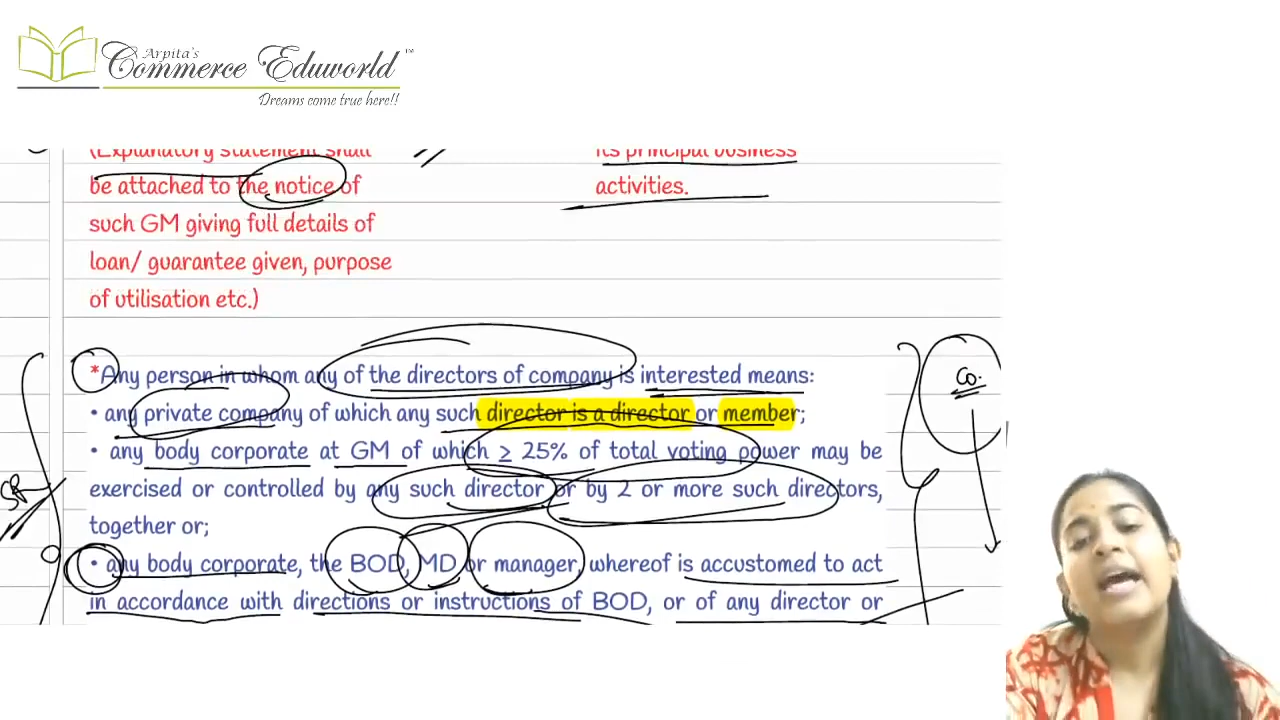 Arpita's
Commerce Eduworld™
Dreams come true here!!
(Explanatory statement shall
be attached to the notice of
such GM giving full details of
loan/ guarantee given, purpose
of utilisation etc.)
its principal business
activities.
*Any person in whom any of the directors of company is interested means:
• any private company of which any such director is a director or member;
• any body corporate at GM of which ≥ 25% of total voting power may be
exercised or controlled by any such director or by 2 or more such directors,
together or;
• any body corporate, the BOD, MD or manager, whereof is accustomed to act
in accordance with directions or instructions of BOD, or of any director or
Co.